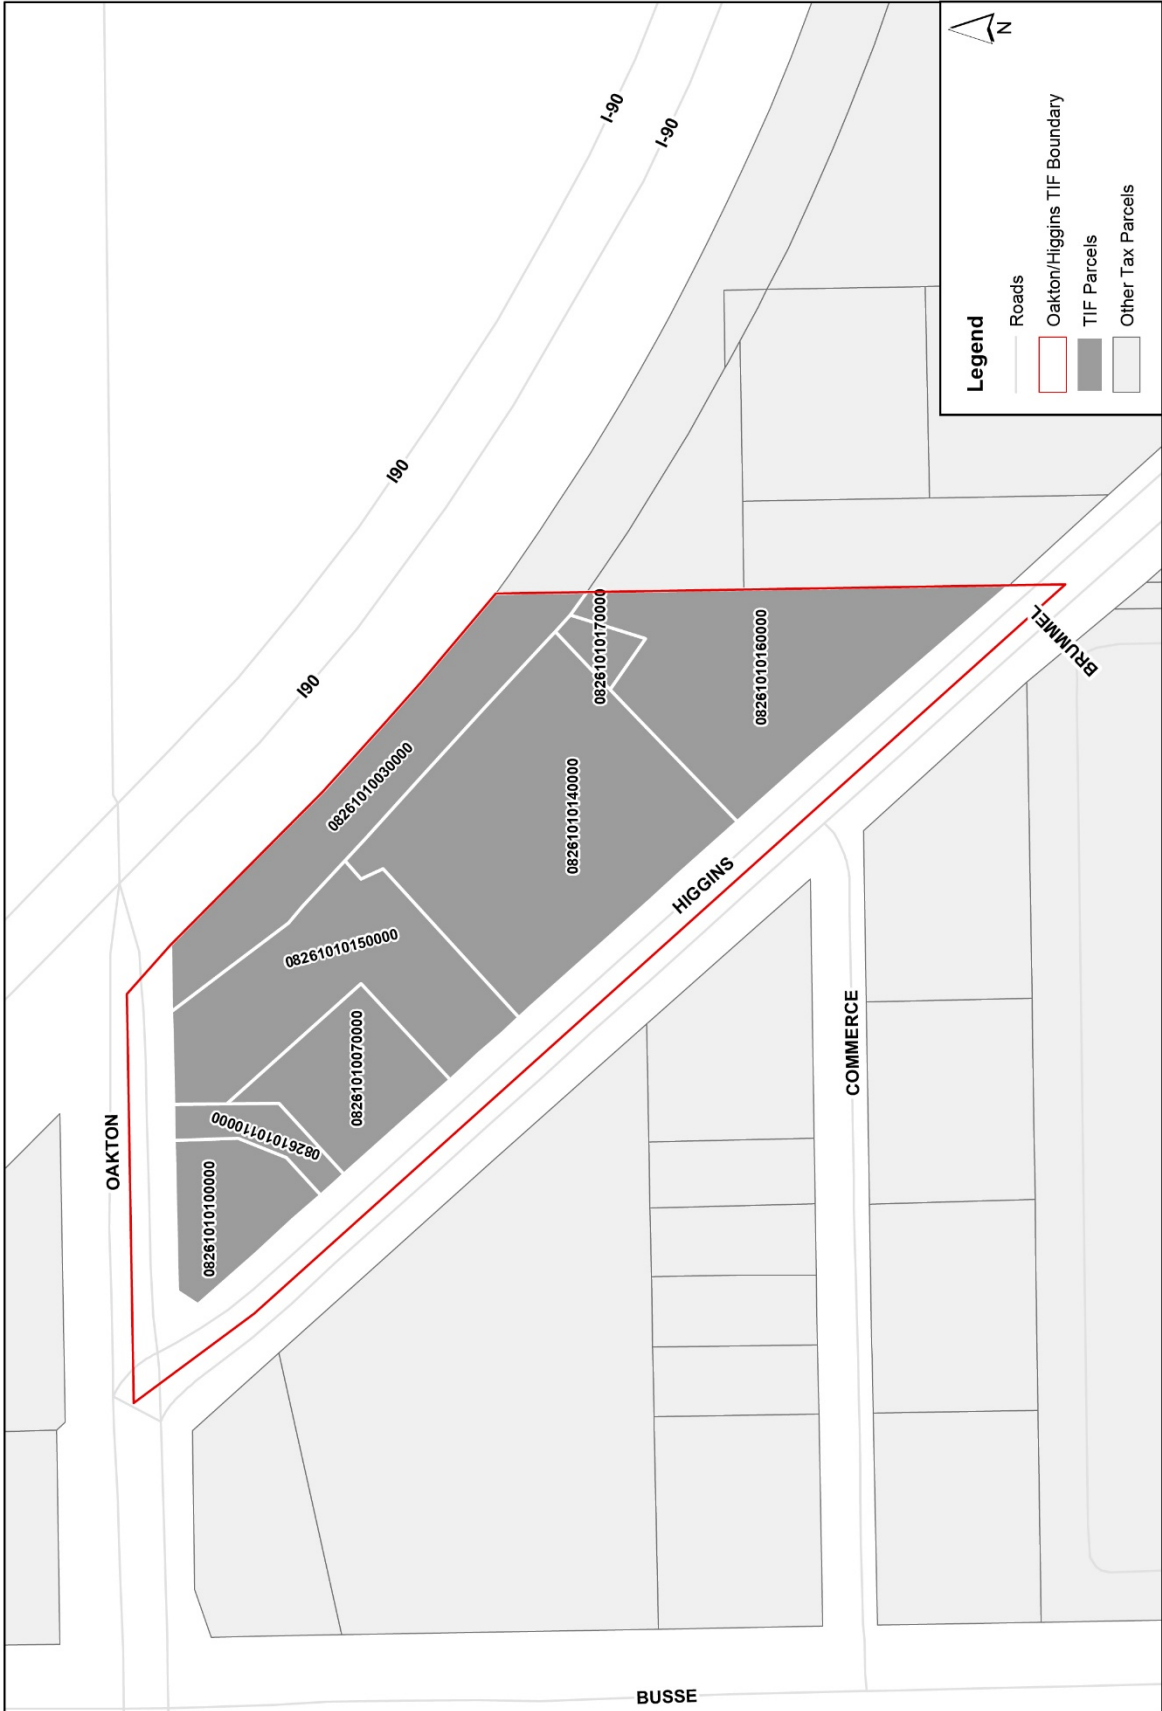 I-90
I-90
I90
I90
OAKTON
08261010030000
08261010170000
08261010160000
08261010140000
08261010150000
08261010070000
08261010110000
08261010100000
HIGGINS
BRUMMEL
COMMERCE
BUSSE
N
Legend
Roads
Oakton/Higgins TIF Boundary
TIF Parcels
Other Tax Parcels